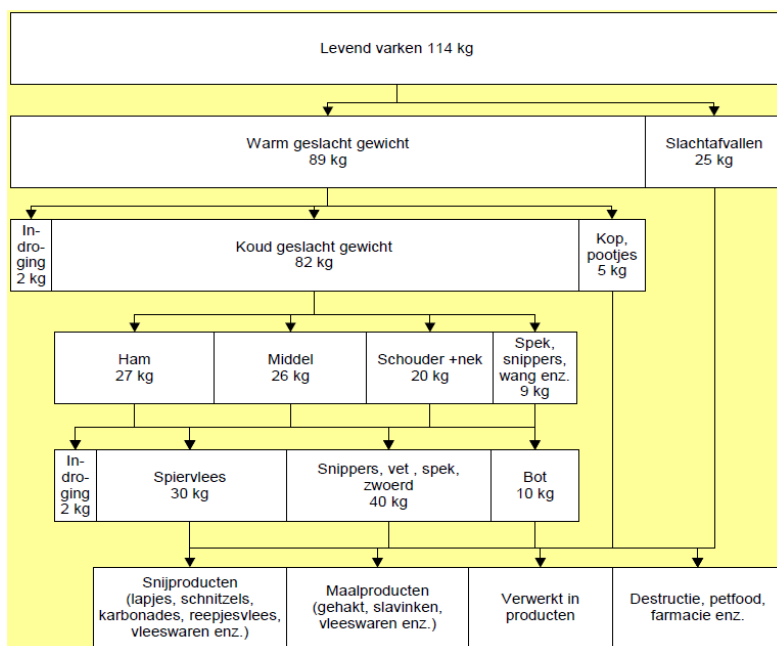 Levend varken 114 kg
Warm geslacht gewicht
89 kg
Slachtafvallen
25 kg
In-
dro-
ging
2 kg
Koud geslacht gewicht
82 kg
Kop,
pootjes
5 kg
Ham
27 kg
Middel
26 kg
Schouder +nek
20 kg
Spek,
snippers,
wang enz.
9 kg
In-
dro-
ging
2 kg
Spiervlees
30 kg
Snippers, vet , spek,
zwoerd
40 kg
Bot
10 kg
Snijproducten
(lapjes, schnitzels,
karbonades, reepjesvlees,
vleeswaren enz.)
Maalproducten
(gehakt, slavinken,
vleeswaren enz.)
Verwerkt in
producten
Destructie, petfood,
farmacie enz.